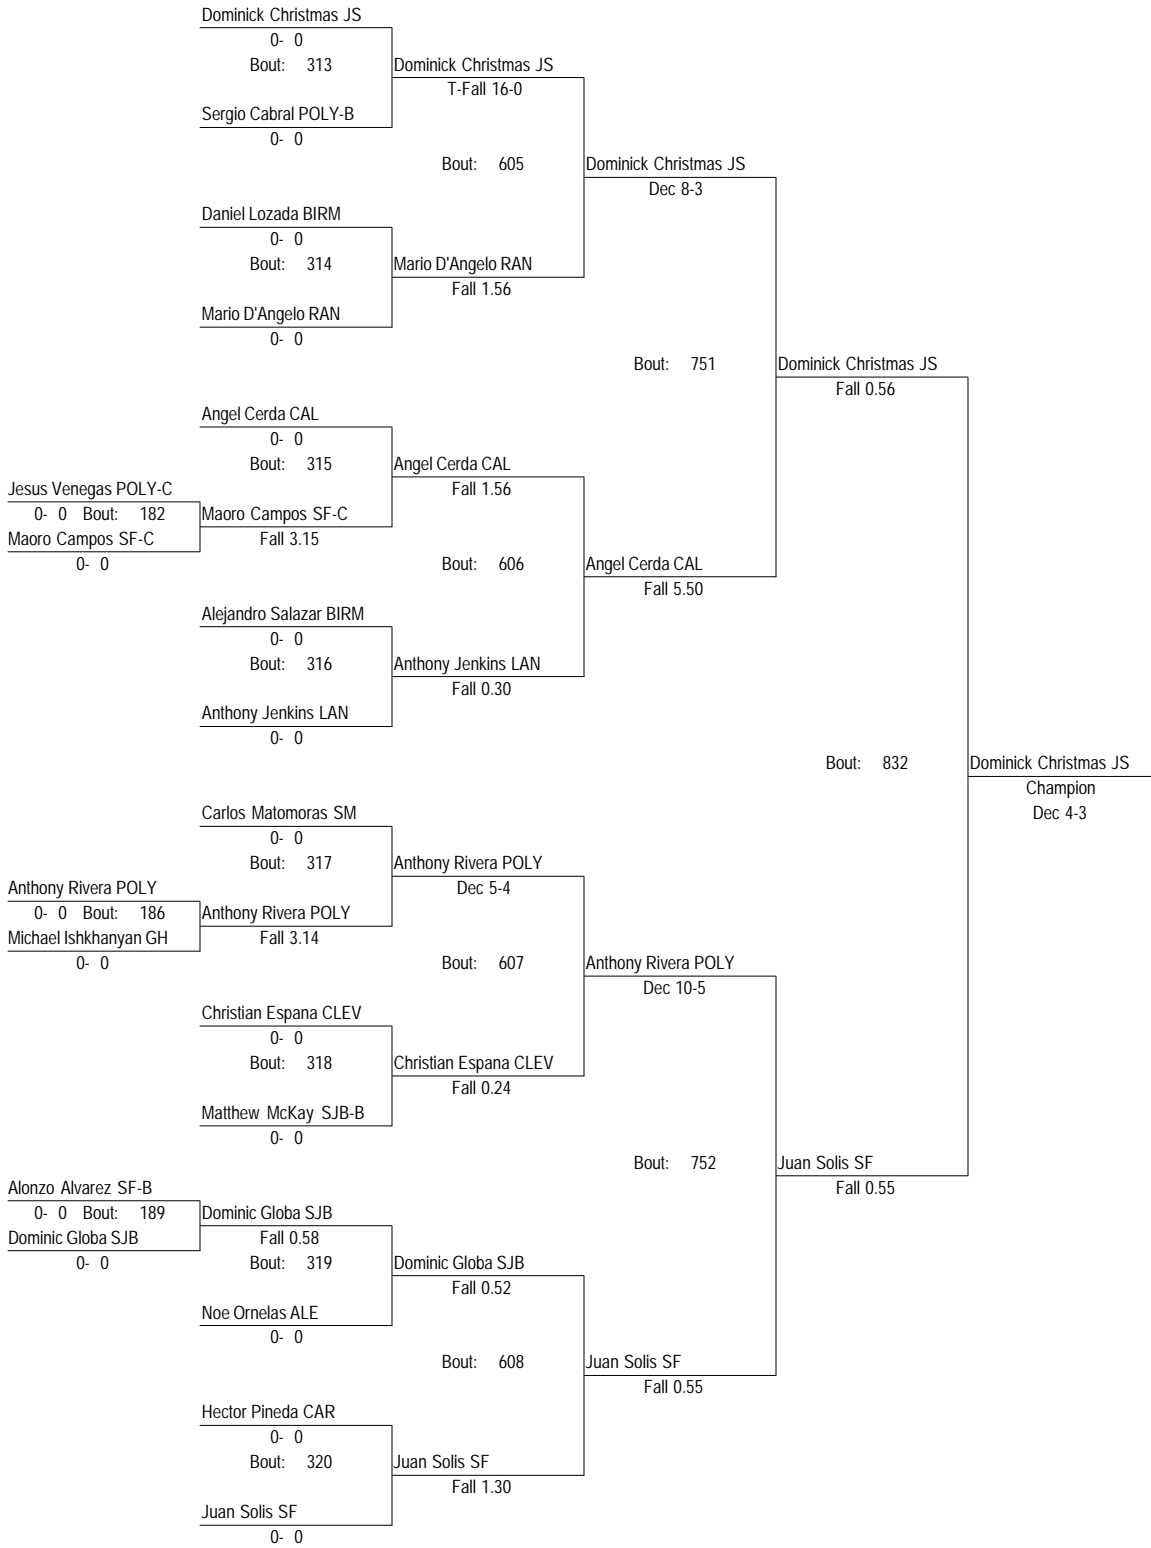 Dominick Christmas JS
0- 0
Bout: 313
Dominick Christmas JS
T-Fall 16-0
Sergio Cabral POLY-B
0- 0
Bout: 605
Dominick Christmas JS
Dec 8-3
Daniel Lozada BIRM
0- 0
Bout: 314
Mario D'Angelo RAN
Fall 1.56
Mario D'Angelo RAN
0- 0
Bout: 751
Dominick Christmas JS
Fall 0.56
Angel Cerda CAL
0- 0
Bout: 315
Angel Cerda CAL
Fall 1.56
Jesus Venegas POLY-C
0- 0 Bout: 182
Maoro Campos SF-C
Maoro Campos SF-C
Fall 3.15
0- 0
Bout: 606
Angel Cerda CAL
Fall 5.50
Alejandro Salazar BIRM
0- 0
Bout: 316
Anthony Jenkins LAN
Fall 0.30
Anthony Jenkins LAN
0- 0
Bout: 832
Dominick Christmas JS
Champion
Dec 4-3
Carlos Matomoras SM
0- 0
Bout: 317
Anthony Rivera POLY
Dec 5-4
Anthony Rivera POLY
0- 0 Bout: 186
Anthony Rivera POLY
Michael Ishkhanyan GH
Fall 3.14
0- 0
Bout: 607
Anthony Rivera POLY
Dec 10-5
Christian Espana CLEV
0- 0
Bout: 318
Christian Espana CLEV
Fall 0.24
Matthew McKay SJB-B
0- 0
Bout: 752
Juan Solis SF
Fall 0.55
Alonzo Alvarez SF-B
0- 0 Bout: 189
Dominic Globa SJB
Dominic Globa SJB
Fall 0.58
0- 0
Bout: 319
Dominic Globa SJB
Fall 0.52
Noe Ornelas ALE
0- 0
Bout: 608
Juan Solis SF
Fall 0.55
Hector Pineda CAR
0- 0
Bout: 320
Juan Solis SF
Fall 1.30
Juan Solis SF
0- 0